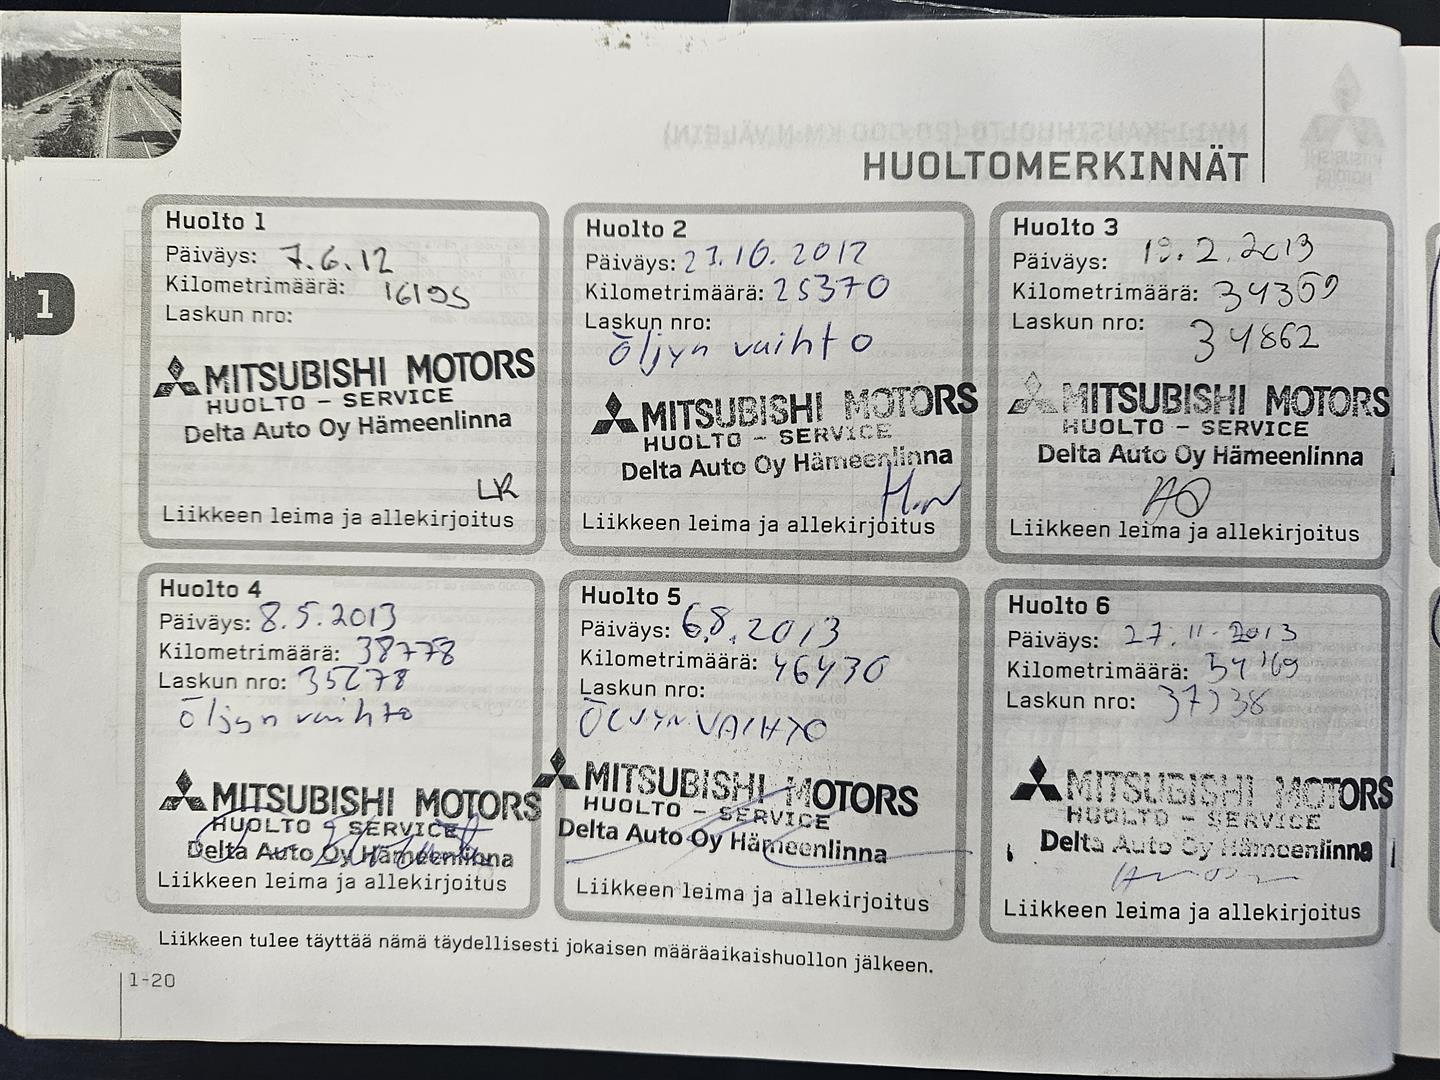 HUOLTOMERKINNÄT
1
Huolto 1
Päiväys: 7.6.12
Kilometrimäärä: 16195
Laskun nro:
MITSUBISHI MOTORS
HUOLTO - SERVICE
Delta Auto Oy Hämeenlinna
LR
Liikkeen leima ja allekirjoitus
Huolto 2
Päiväys: 23.10.2012
Kilometrimäärä: 25370
Laskun nro:
Öljyn vaihto
MITSUBISHI MOTORS
HUOLTO - SERVICE
Delta Auto Oy Hämeenlinna
Liikkeen leima ja allekirjoitus
Huolto 3
Päiväys: 19.2.2013
Kilometrimäärä: 34369
Laskun nro: 34862
MITSUBISHI MOTORS
HUOLTO - SERVICE
Delta Auto Oy Hämeenlinna
Liikkeen leima ja allekirjoitus
Huolto 4
Päiväys: 8.5.2013
Kilometrimäärä: 38778
Laskun nro:
öljyn vaihto
MITSUBISHI MOTORS
HUOLTO - SERVICE
Delta Auto Oy Hämeenlinna
Liikkeen leima ja allekirjoitus
Huolto 5
Päiväys: 6.8.2013
Kilometrimäärä: 46430
Laskun nro:
ÖLJYNVAIHTO
MITSUBISHI MOTORS
HUOLTO - SERVICE
Delta Auto Oy Hämeenlinna
Liikkeen leima ja allekirjoitus
Huolto 6
Päiväys: 27.11.2013
Kilometrimäärä: 54169
Laskun nro:
MITSUBISHI MOTORS
HUOLTO - SERVICE
Delta Auto Oy Hämeenlinna
Liikkeen leima ja allekirjoitus
Liikkeen tulee täyttää nämä täydellisesti jokaisen määräaikaishuollon jälkeen.
1-20